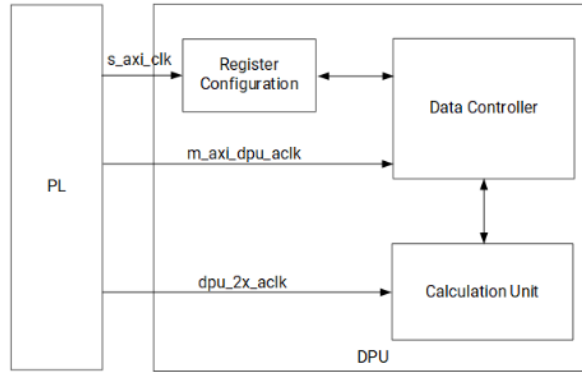 s_axi_clk
Register
Configuration
Data Controller
m_axi_dpu_aclk
PL
dpu_2x_aclk
Calculation Unit
DPU